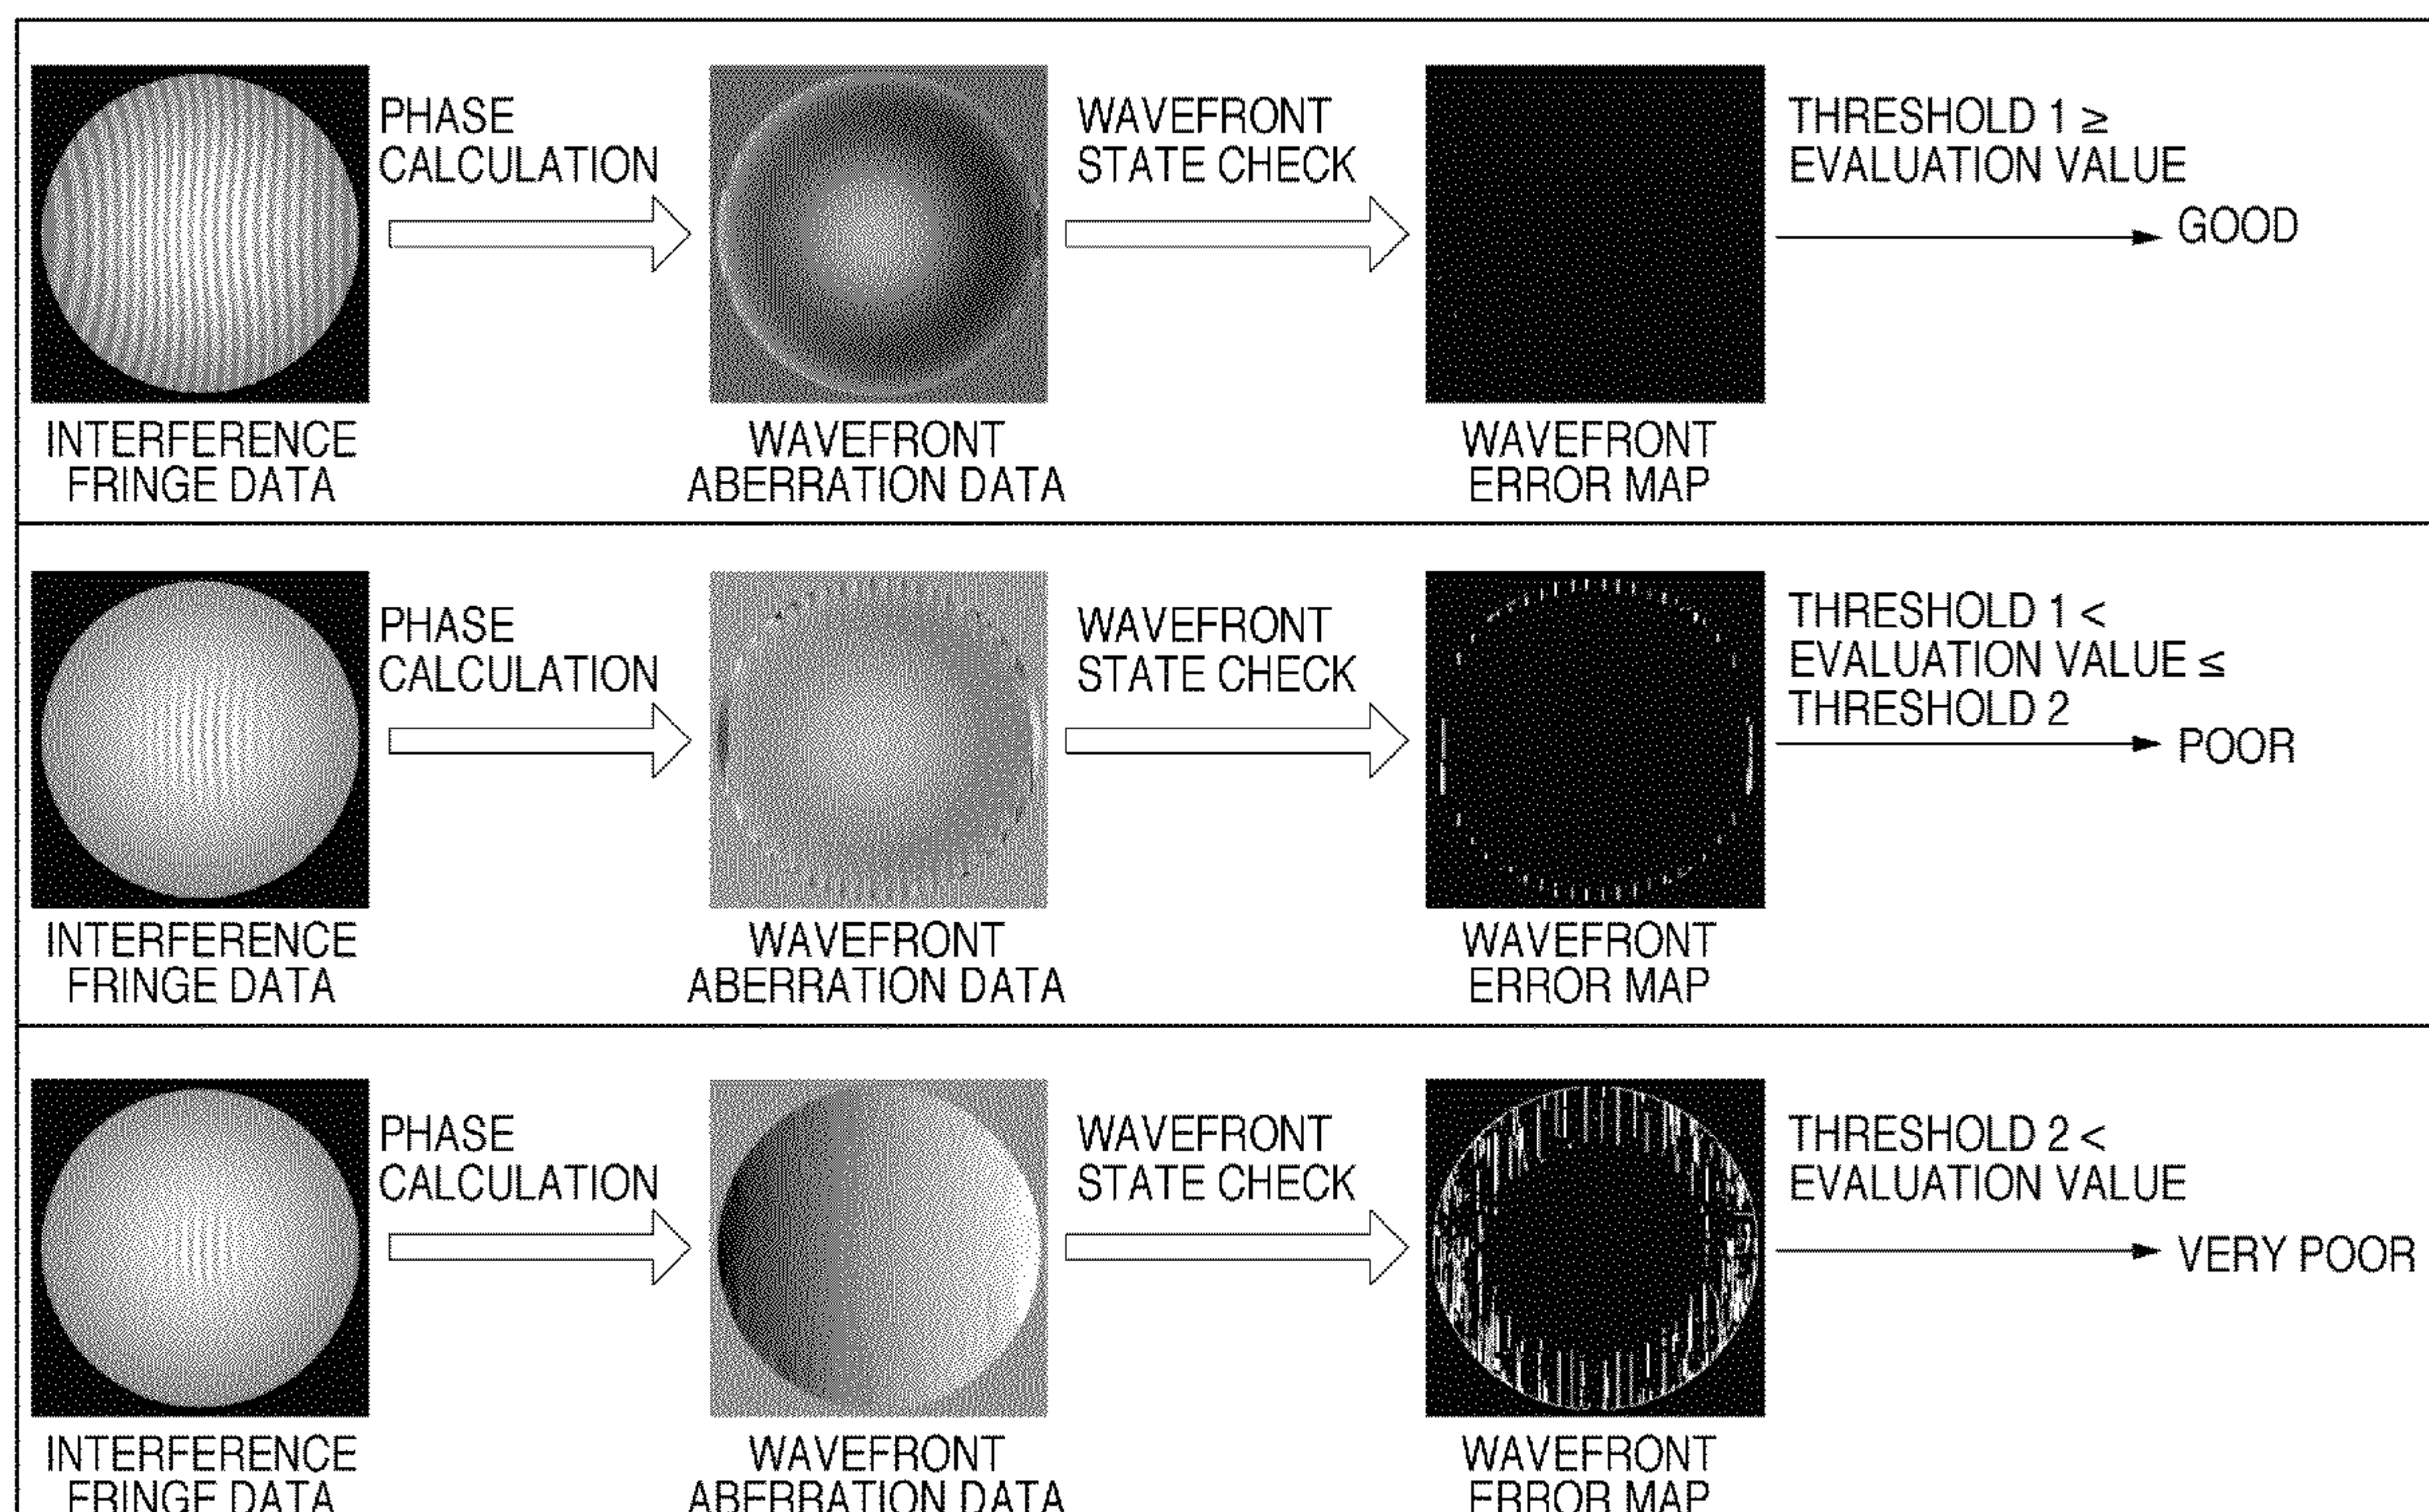 PHASE
CALCULATION
WAVEFRONT
STATE CHECK
THRESHOLD 1 ≥
EVALUATION VALUE
GOOD
INTERFERENCE
FRINGE DATA
WAVEFRONT
ABERRATION DATA
WAVEFRONT
ERROR MAP
PHASE
CALCULATION
WAVEFRONT
STATE CHECK
THRESHOLD 1 <
EVALUATION VALUE ≤
THRESHOLD 2
POOR
INTERFERENCE
FRINGE DATA
WAVEFRONT
ABERRATION DATA
WAVEFRONT
ERROR MAP
PHASE
CALCULATION
WAVEFRONT
STATE CHECK
THRESHOLD 2 <
EVALUATION VALUE
VERY POOR
INTERFERENCE
FRINGE DATA
WAVEFRONT
ABERRATION DATA
WAVEFRONT
ERROR MAP